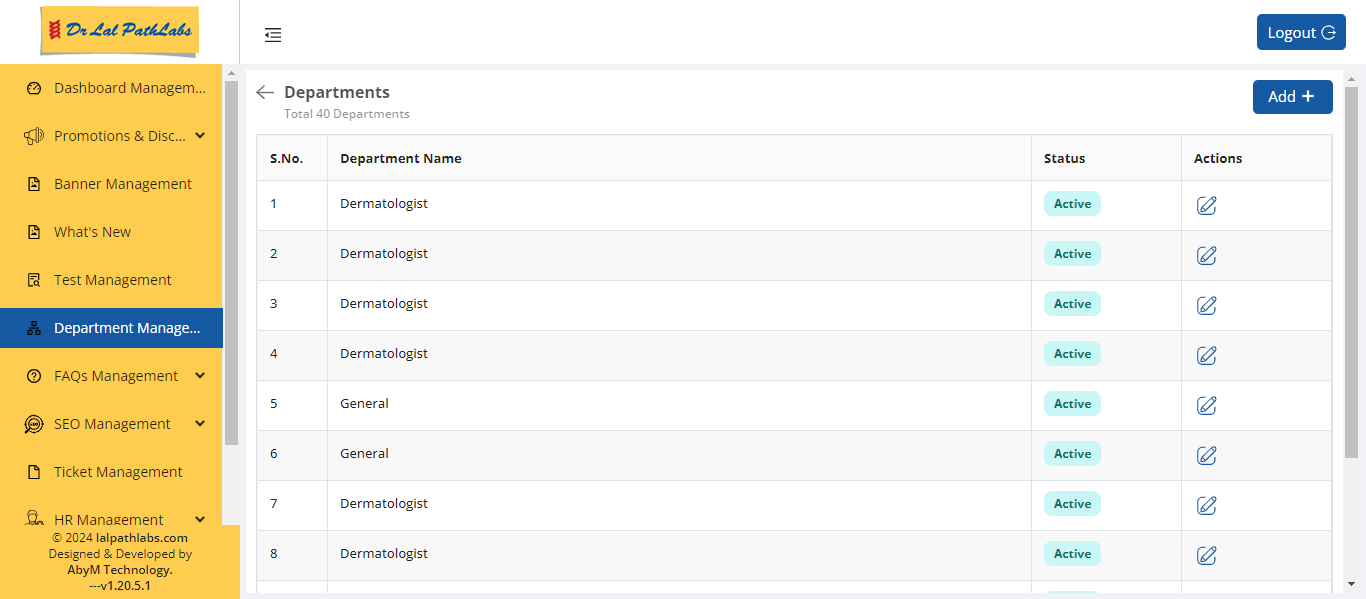 Dr Lal PathLabs
Logout
Dashboard Managem...
Promotions & Disc...
Banner Management
What's New
Test Management
Department Manage...
FAQs Management
SEO Management
Ticket Management
HR Management
© 2024 lalpathlabs.com
Designed & Developed by
AbyM Technology.
---v1.20.5.1
Departments
Total 40 Departments
Add +
S.No. Department Name Status Actions
1 Dermatologist Active
2 Dermatologist Active
3 Dermatologist Active
4 Dermatologist Active
5 General Active
6 General Active
7 Dermatologist Active
8 Dermatologist Active